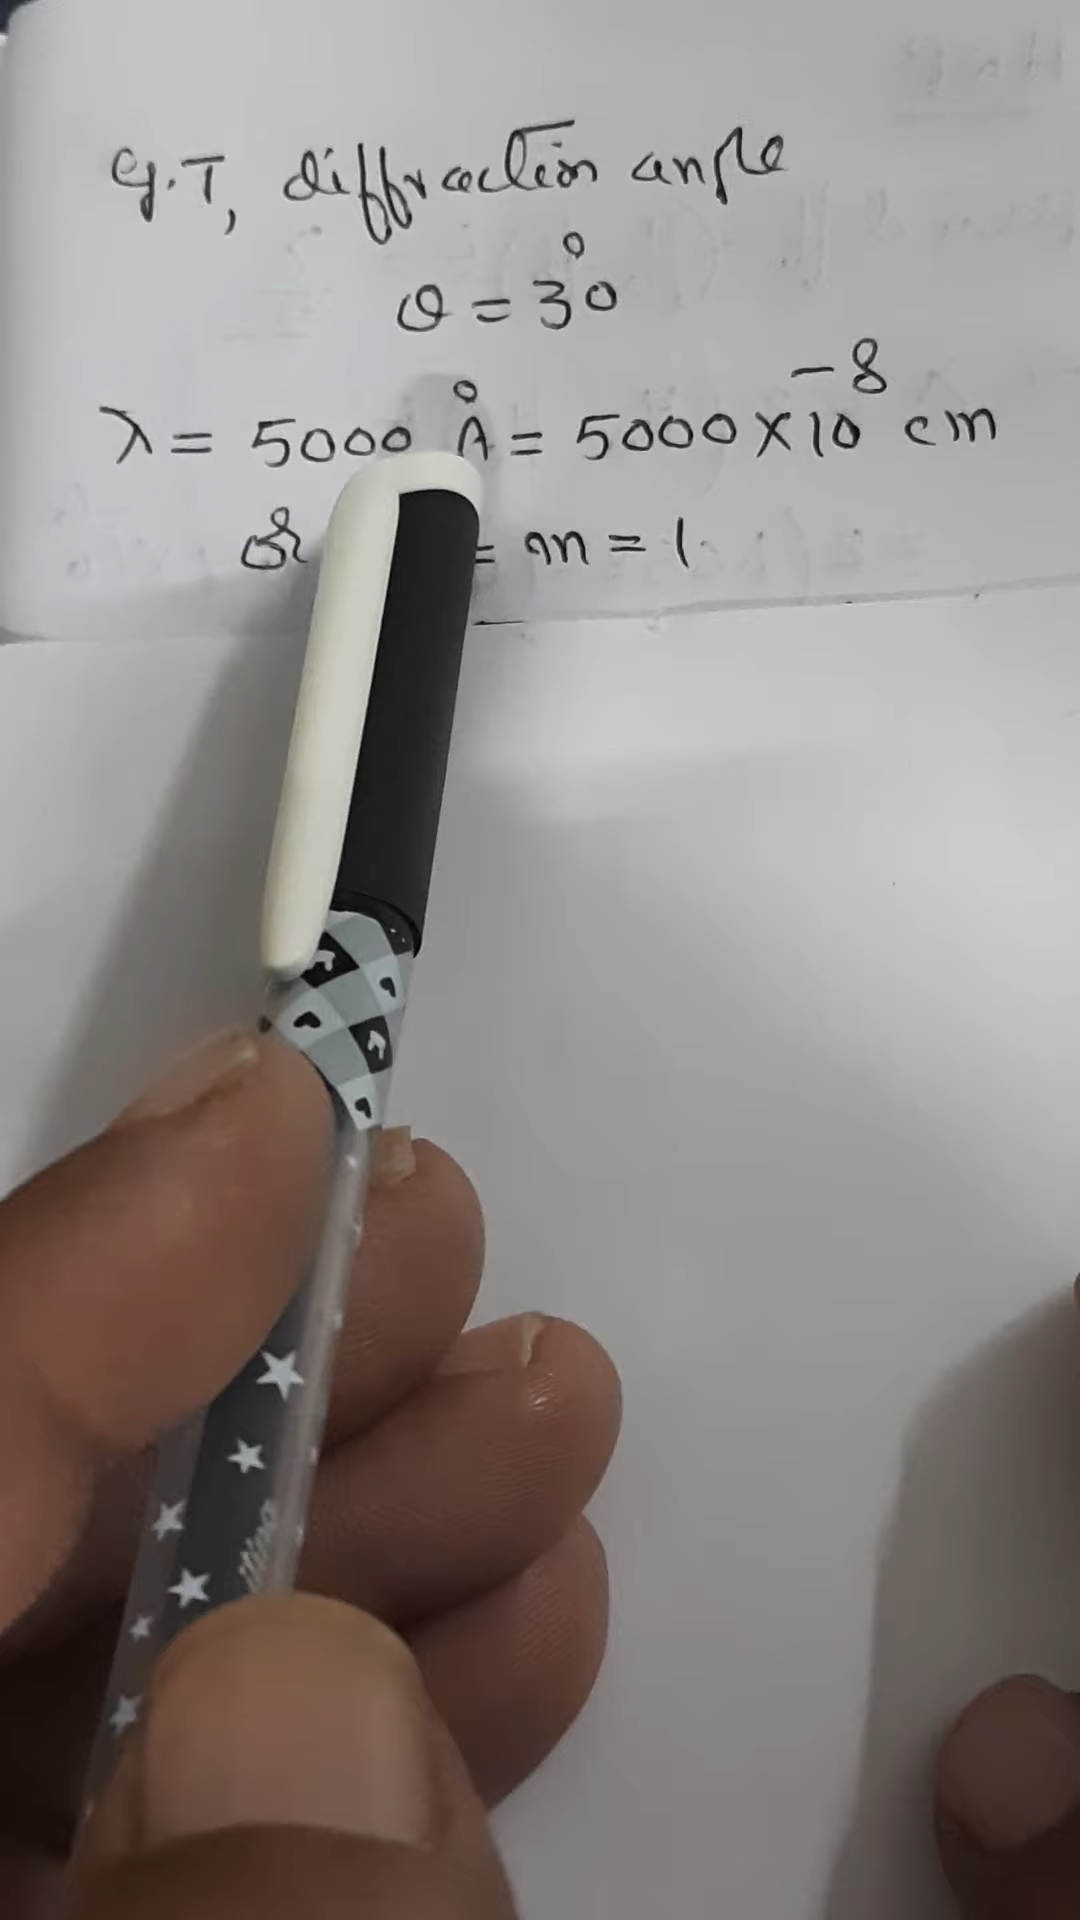 G.T, diffraction angle
θ = 30°
λ = 5000 Å = 5000 × 10⁻⁸ cm
= m = 1